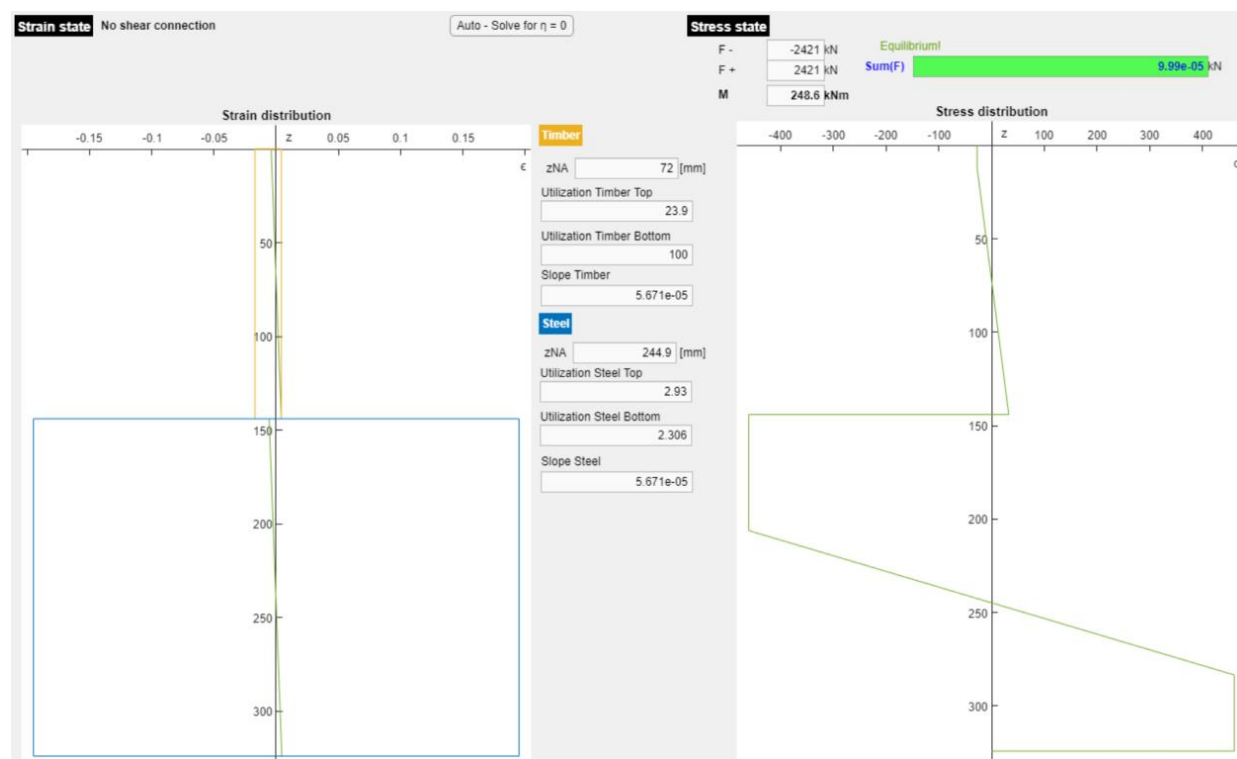 Strain state No shear connection Auto - Solve for η = 0 Stress state
F - -2421 kN Equilibrium!
F + 2421 kN Sum(F) 9.99e-05 kN
M 248.6 kNm
Strain distribution
-0.15 -0.1 -0.05 z 0.05 0.1 0.15
ϵ
50
100
150
200
250
300
Timber
zNA 72 [mm]
Utilization Timber Top
23.9
Utilization Timber Bottom
100
Slope Timber
5.671e-05
Steel
zNA 244.9 [mm]
Utilization Steel Top
2.93
Utilization Steel Bottom
2.306
Slope Steel
5.671e-05
Stress distribution
-400 -300 -200 -100 z 100 200 300 400
50
100
150
200
250
300